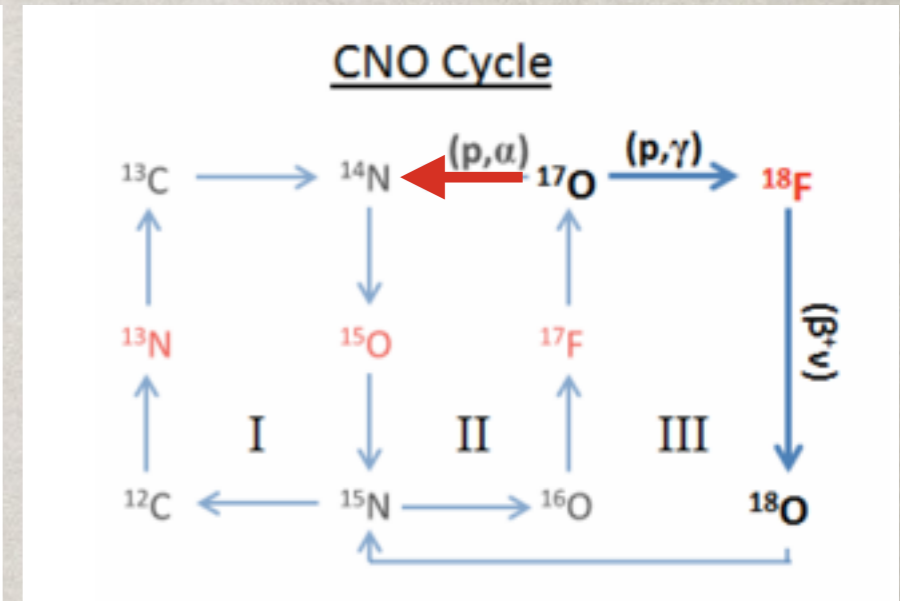 CNO Cycle
¹³C ¹⁴N (p,α) ¹⁷O (p,γ) ¹⁸F
¹³N ¹⁵O ¹⁷F (β⁺ν)
I II III
¹²C ¹⁵N ¹⁶O ¹⁸O